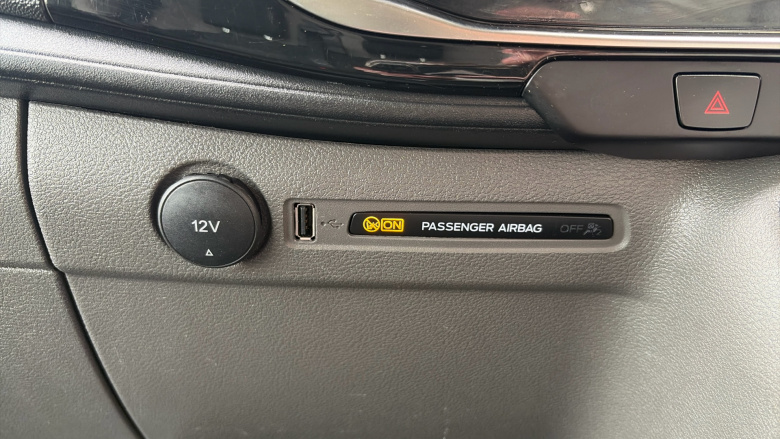 12V
ON PASSENGER AIRBAG OFF